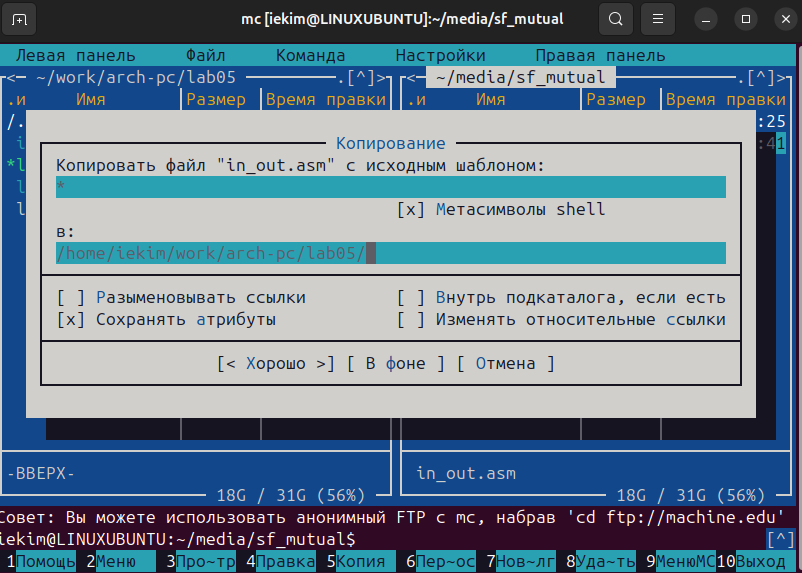 mc [iekim@LINUXUBUNTU]:~/media/sf_mutual
Левая панель Файл Команда Настройки Правая панель
<- ~/work/arch-pc/lab05 .[^]> <- ~/media/sf_mutual .[^]>
.и Имя Размер Время правки .и Имя Размер Время правки
/. :25
i :41
*l
l
l
Копирование
Копировать файл "in_out.asm" с исходным шаблоном:
*
[x] Метасимволы shell
в:
/home/iekim/work/arch-pc/lab05/
[ ] Разыменовывать ссылки [ ] Внутрь подкаталога, если есть
[x] Сохранять атрибуты [ ] Изменять относительные ссылки
[< Хорошо >] [ В фоне ] [ Отмена ]
-ВВЕРХ- in_out.asm
18G / 31G (56%) 18G / 31G (56%)
Совет: Вы можете использовать анонимный FTP с mc, набрав 'cd ftp://machine.edu'
iekim@LINUXUBUNTU:~/media/sf_mutual$ [^]
1Помощь 2Меню 3Про~тр 4Правка 5Копия 6Пер~ос 7Нов~лг 8Уда~ть 9МенюMC 10Выход